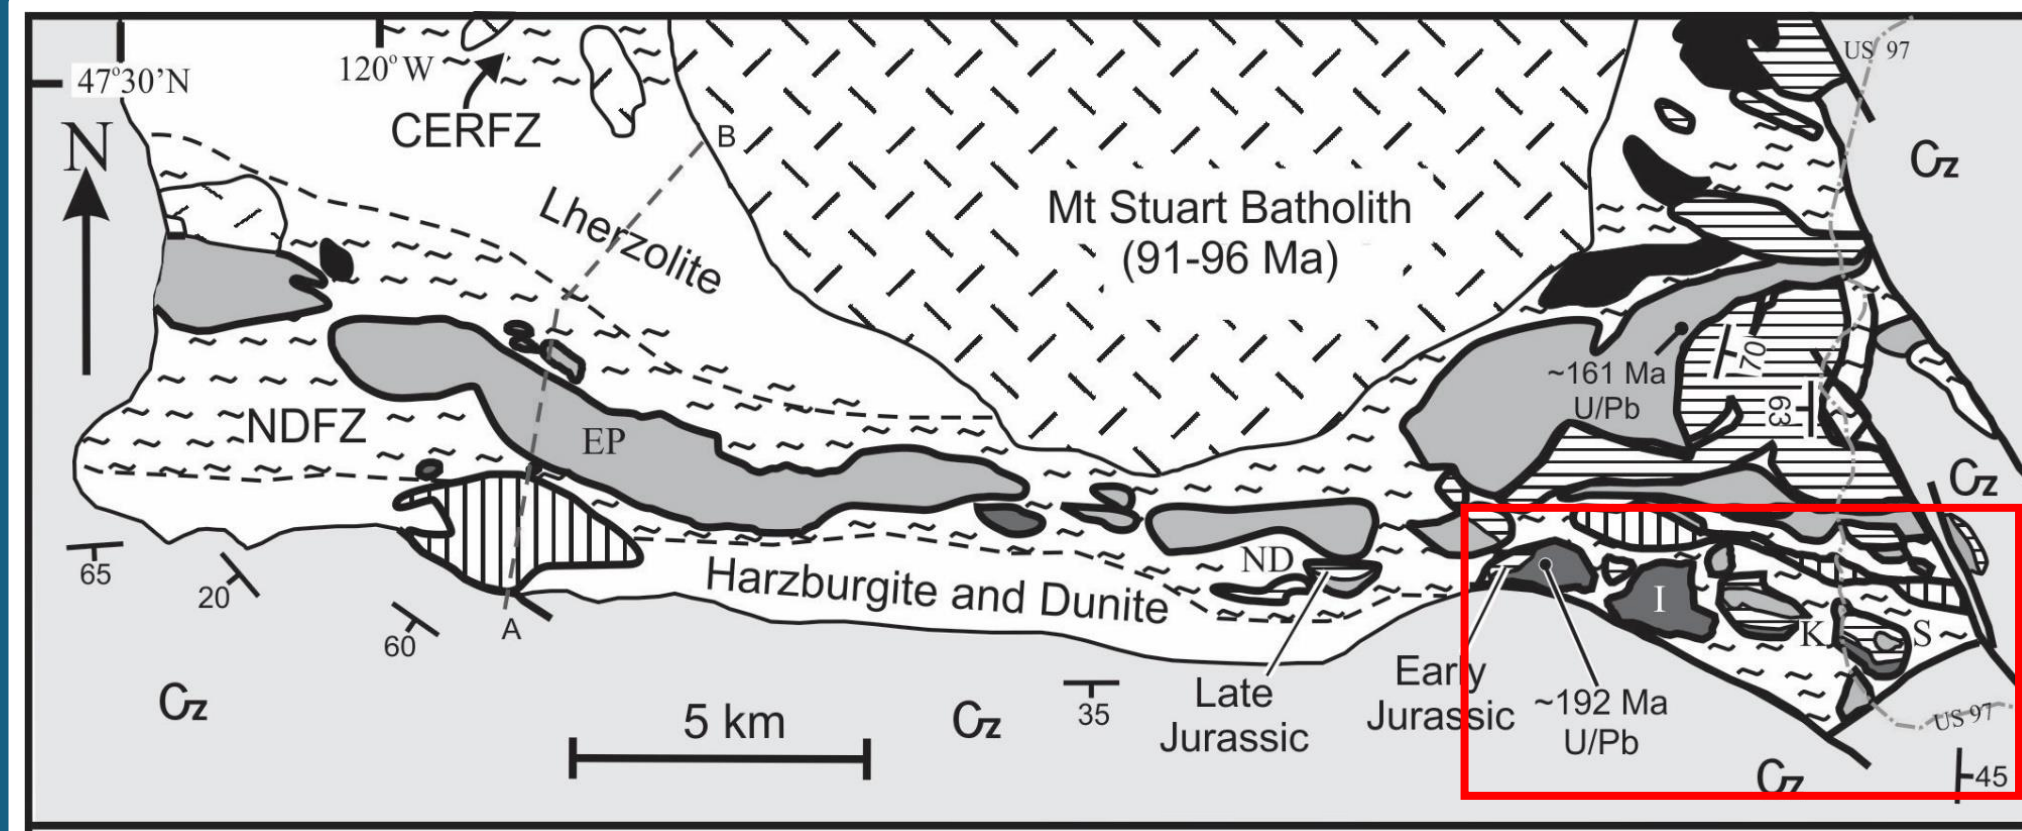 47°30'N
120° W
US 97
N
CERFZ
B
Cz
Lherzolite
Mt Stuart Batholith
(91-96 Ma)
70
~161 Ma
U/Pb
63
NDFZ
EP
Cz
ND
65
20
Harzburgite and Dunite
I
60
A
K
S
Early
Jurassic
Cz
5 km
Cz
35
Late
Jurassic
~192 Ma
U/Pb
US 97
Cz
45